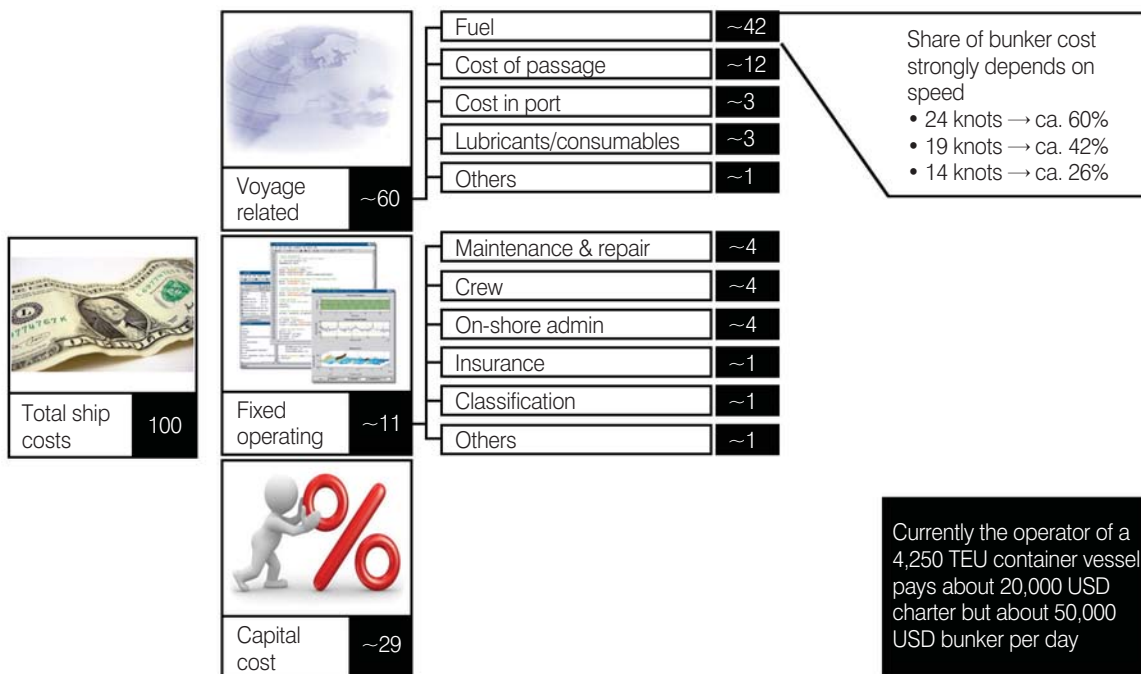 Fuel ~42
Cost of passage ~12
Cost in port ~3
Lubricants/consumables ~3
Others ~1
Voyage
related
~60
Share of bunker cost
strongly depends on
speed
• 24 knots → ca. 60%
• 19 knots → ca. 42%
• 14 knots → ca. 26%
Total ship
costs
100
Maintenance & repair ~4
Crew ~4
On-shore admin ~4
Insurance ~1
Classification ~1
Others ~1
Fixed
operating
~11
%
Capital
cost
~29
Currently the operator of a
4,250 TEU container vessel
pays about 20,000 USD
charter but about 50,000
USD bunker per day